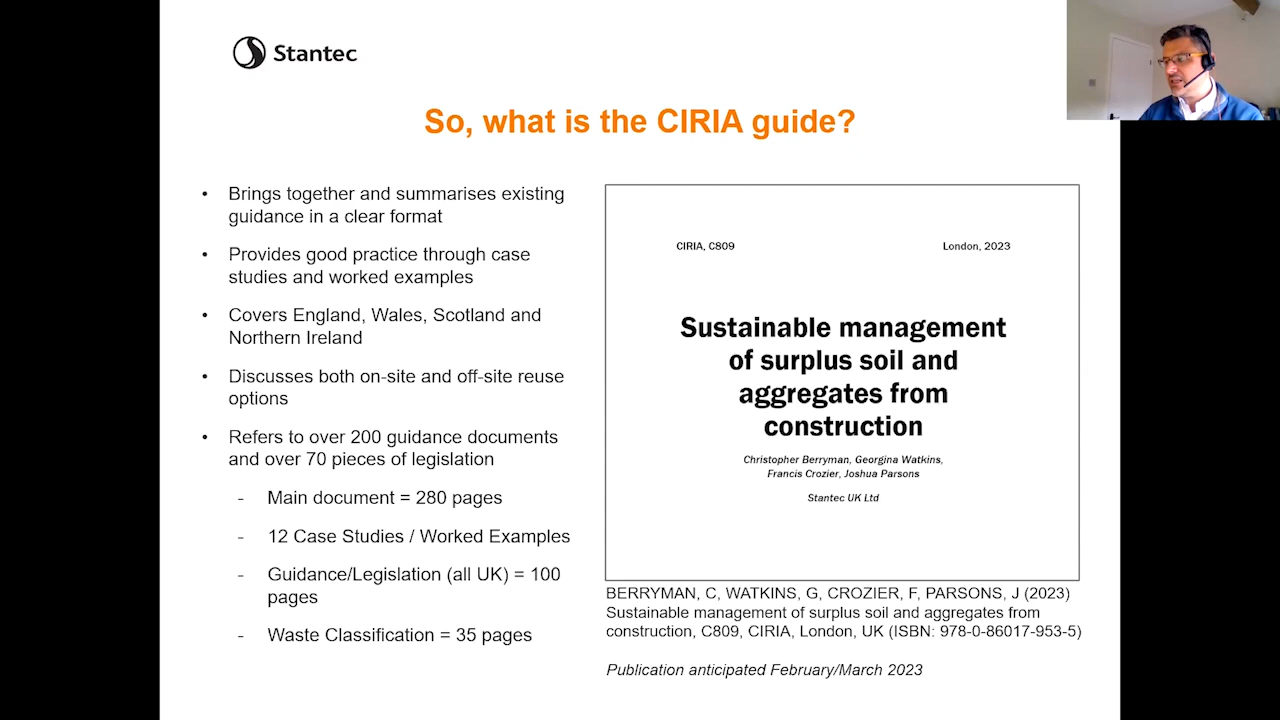 Stantec
So, what is the CIRIA guide?
• Brings together and summarises existing
guidance in a clear format
• Provides good practice through case
studies and worked examples
• Covers England, Wales, Scotland and
Northern Ireland
• Discusses both on-site and off-site reuse
options
• Refers to over 200 guidance documents
and over 70 pieces of legislation
- Main document = 280 pages
- 12 Case Studies / Worked Examples
- Guidance/Legislation (all UK) = 100
pages
- Waste Classification = 35 pages
CIRIA, C809 London, 2023
Sustainable management
of surplus soil and
aggregates from
construction
Christopher Berryman, Georgina Watkins,
Francis Crozier, Joshua Parsons
Stantec UK Ltd
BERRYMAN, C, WATKINS, G, CROZIER, F, PARSONS, J (2023)
Sustainable management of surplus soil and aggregates from
construction, C809, CIRIA, London, UK (ISBN: 978-0-86017-953-5)
Publication anticipated February/March 2023